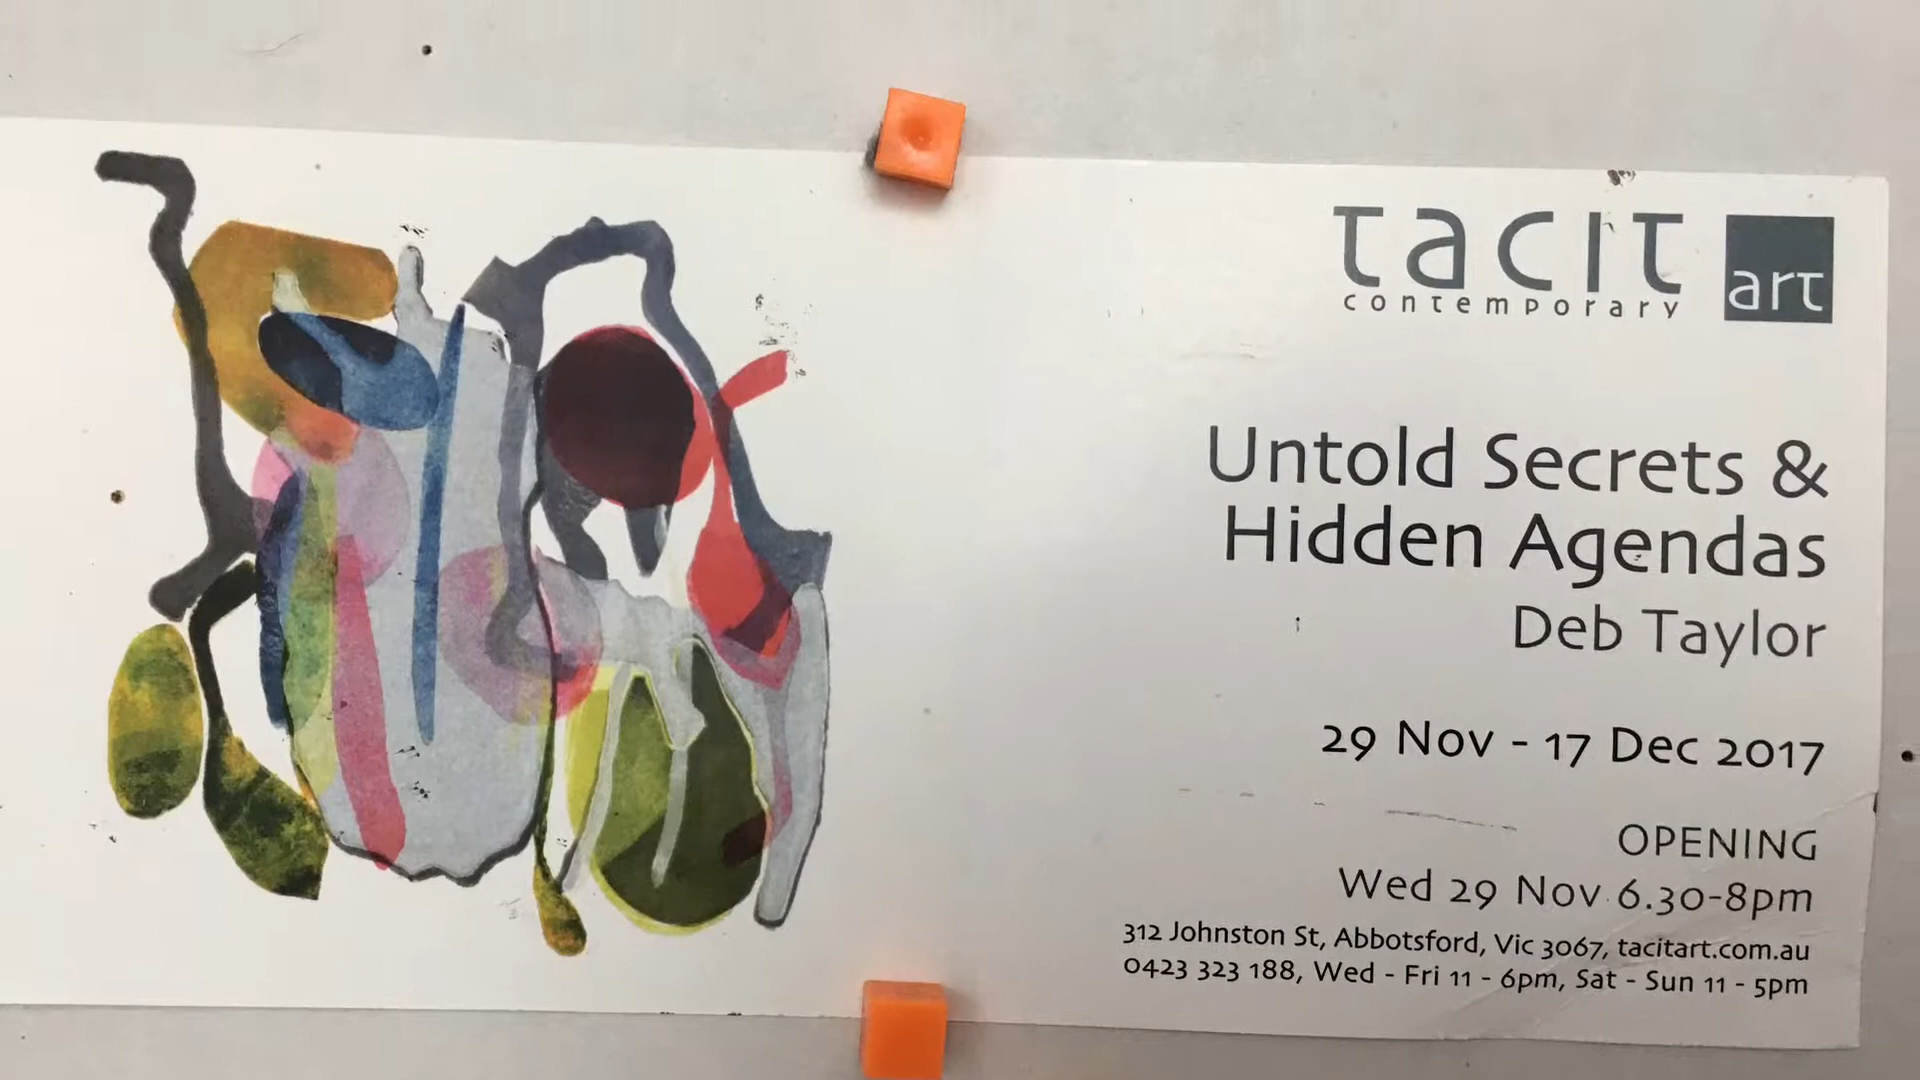 tacit art
contemporary
Untold Secrets &
Hidden Agendas
Deb Taylor
29 Nov - 17 Dec 2017
OPENING
Wed 29 Nov 6.30-8pm
312 Johnston St, Abbotsford, Vic 3067, tacitart.com.au
0423 323 188, Wed - Fri 11 - 6pm, Sat - Sun 11 - 5pm